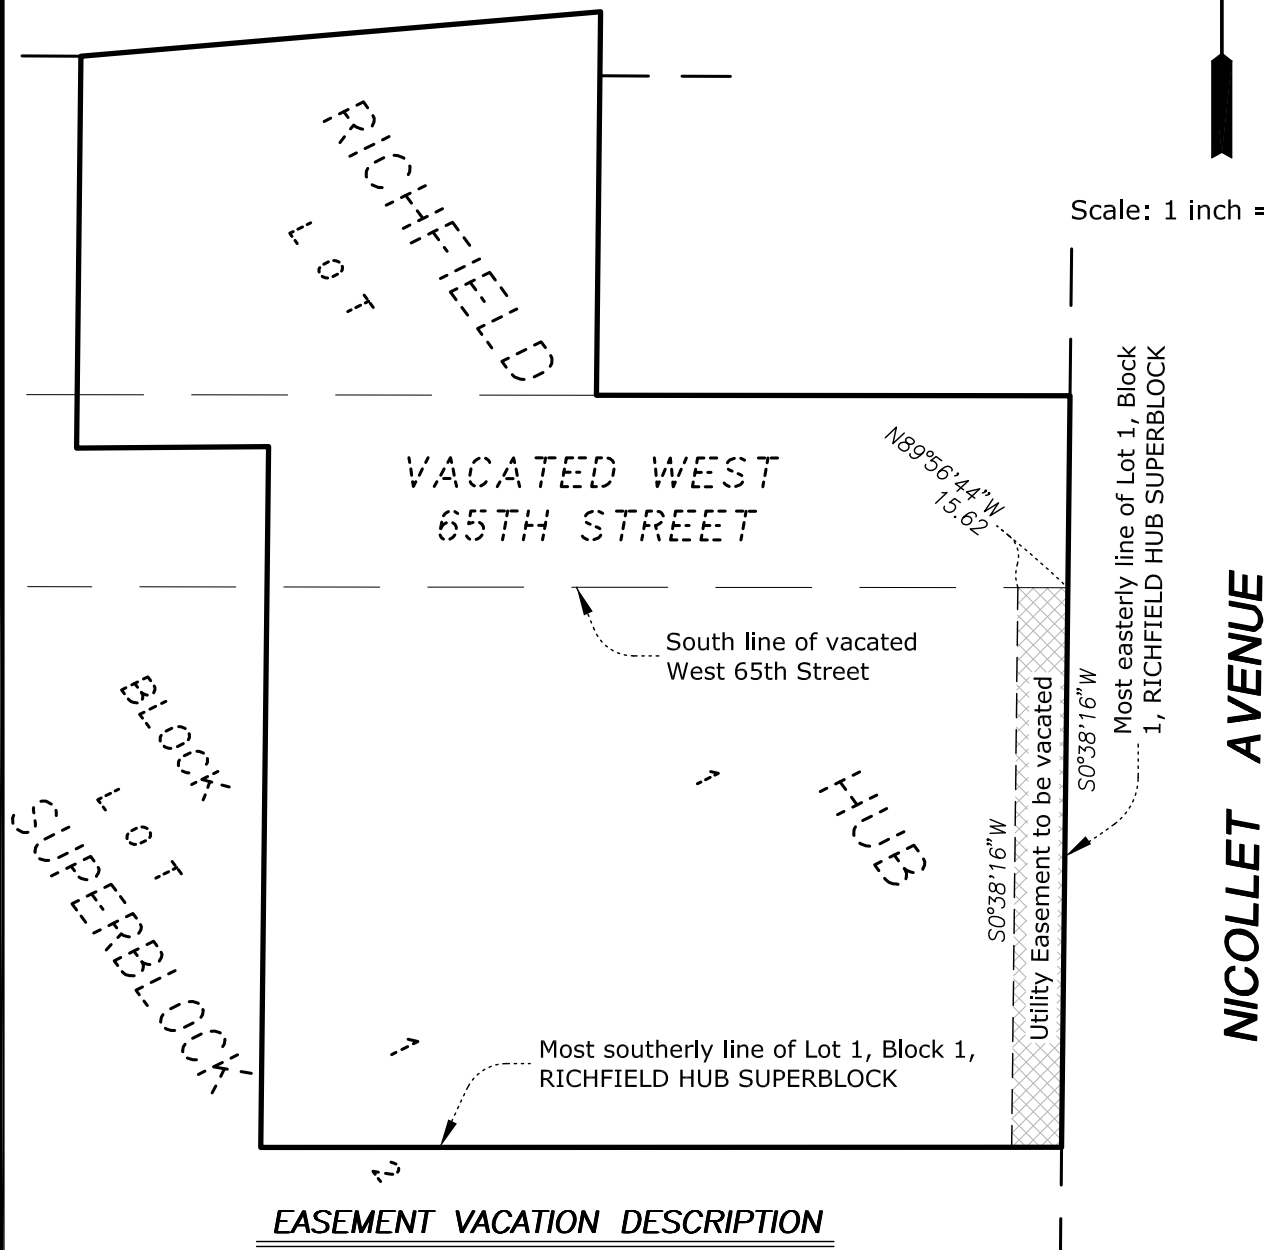 RICHFIELD
LOT
Scale: 1 inch =
VACATED WEST
65TH STREET
N89°56'44"W
15.62
Most easterly line of Lot 1, Block
1, RICHFIELD HUB SUPERBLOCK
South line of vacated
West 65th Street
NICOLLET AVENUE
BLOCK
LOT
SUPERBLOCK
1
HUB
S0°38'16"W
Utility Easement to be vacated
S0°38'16"W
1
Most southerly line of Lot 1, Block 1,
RICHFIELD HUB SUPERBLOCK
2
EASEMENT VACATION DESCRIPTION